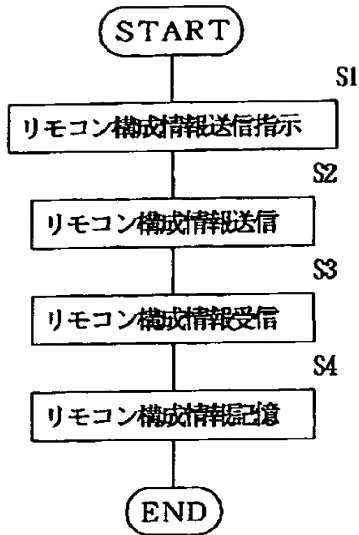 START
S1
リモコン構成情報送信指示
S2
リモコン構成情報送信
S3
リモコン構成情報受信
S4
リモコン構成情報記憶
END